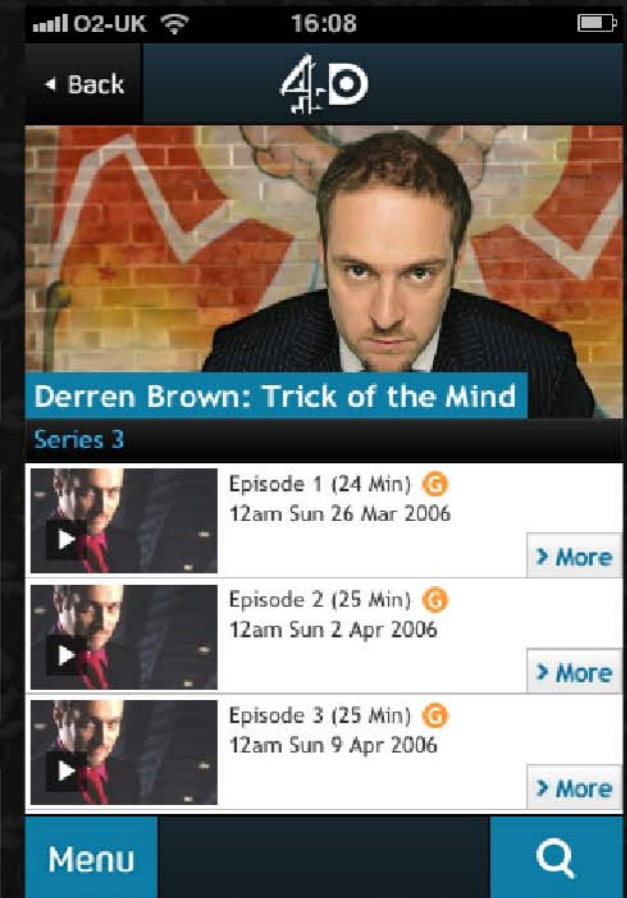 O2-UK 16:08
Back 4oD
Derren Brown: Trick of the Mind
Series 3
Episode 1 (24 Min) G
12am Sun 26 Mar 2006
> More
Episode 2 (25 Min) G
12am Sun 2 Apr 2006
> More
Episode 3 (25 Min) G
12am Sun 9 Apr 2006
> More
Menu